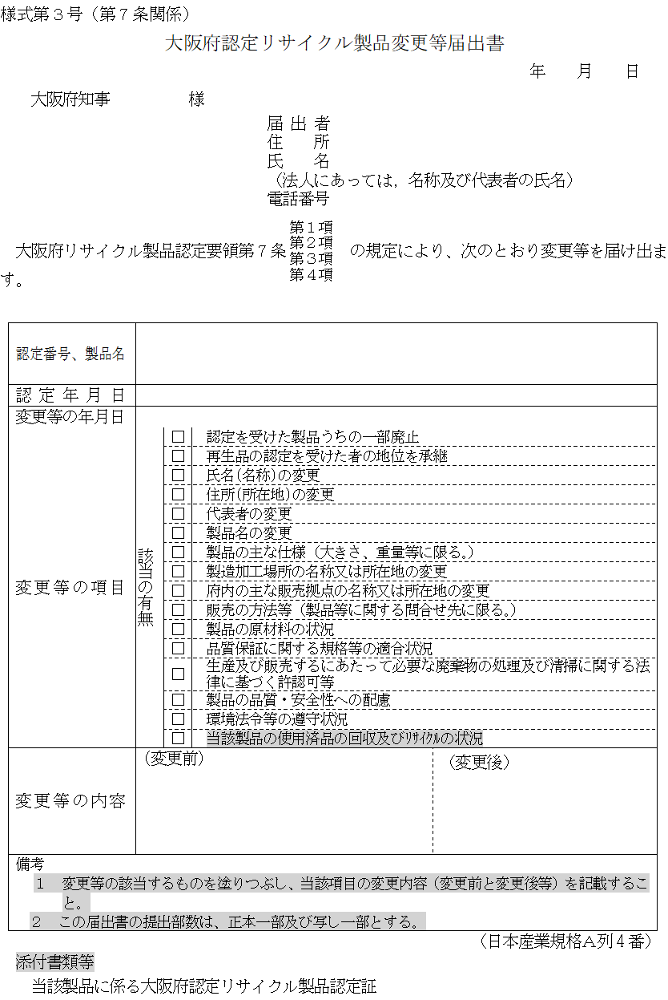 様式第３号（第７条関係）
大阪府認定リサイクル製品変更等届出書
年　　月　　日
大阪府知事　　　　　様
届 出 者
住　　所
氏　　名
（法人にあっては，名称及び代表者の氏名）
電話番号
第１項
第２項
大阪府リサイクル製品認定要領第７条　の規定により、次のとおり変更等を届け出ま
第３項
第４項
す。
認定番号、製品名
認 定 年 月 日
変更等の年月日
変更等の項目
該当の有無
□ 認定を受けた製品うちの一部廃止
□ 再生品の認定を受けた者の地位を承継
□ 氏名(名称)の変更
□ 住所(所在地)の変更
□ 代表者の変更
□ 製品名の変更
□ 製品の主な仕様（大きさ、重量等に限る。）
□ 製造加工場所の名称又は所在地の変更
□ 府内の主な販売拠点の名称又は所在地の変更
□ 販売の方法等（製品等に関する問合せ先に限る。）
□ 製品の原材料の状況
□ 品質保証に関する規格等の適合状況
□ 生産及び販売するにあたって必要な廃棄物の処理及び清掃に関する法
律に基づく許認可等
□ 製品の品質・安全性への配慮
□ 環境法令等の遵守状況
□ 当該製品の使用済品の回収及びﾘｻｲｸﾙの状況
変更等の内容
（変更前）
（変更後）
備考
１　変更等の該当するものを塗りつぶし、当該項目の変更内容（変更前と変更後等）を記載するこ
と。
２　この届出書の提出部数は、正本一部及び写し一部とする。
（日本産業規格Ａ列４番）
添付書類等
当該製品に係る大阪府認定リサイクル製品認定証